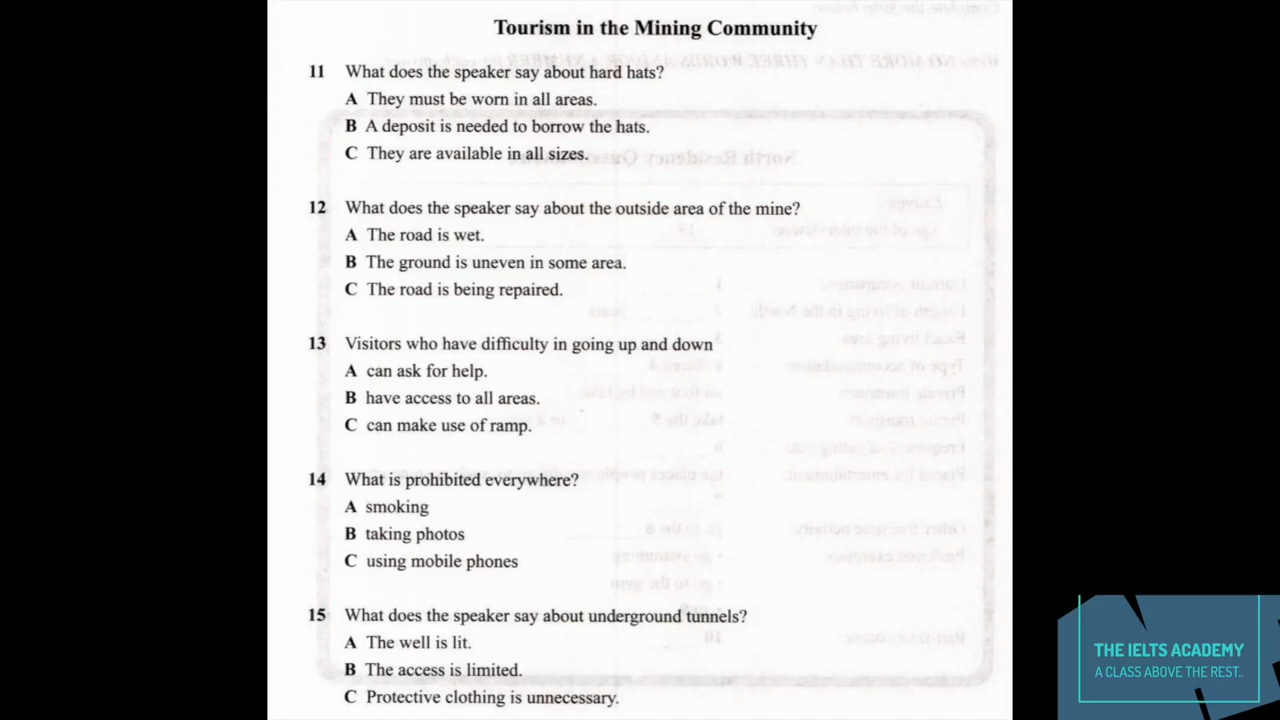 Tourism in the Mining Community
11 What does the speaker say about hard hats?
A They must be worn in all areas.
B A deposit is needed to borrow the hats.
C They are available in all sizes.
12 What does the speaker say about the outside area of the mine?
A The road is wet.
B The ground is uneven in some area.
C The road is being repaired.
13 Visitors who have difficulty in going up and down
A can ask for help.
B have access to all areas.
C can make use of ramp.
14 What is prohibited everywhere?
A smoking
B taking photos
C using mobile phones
15 What does the speaker say about underground tunnels?
A The well is lit.
B The access is limited.
C Protective clothing is unnecessary.
THE IELTS ACADEMY
A CLASS ABOVE THE REST..